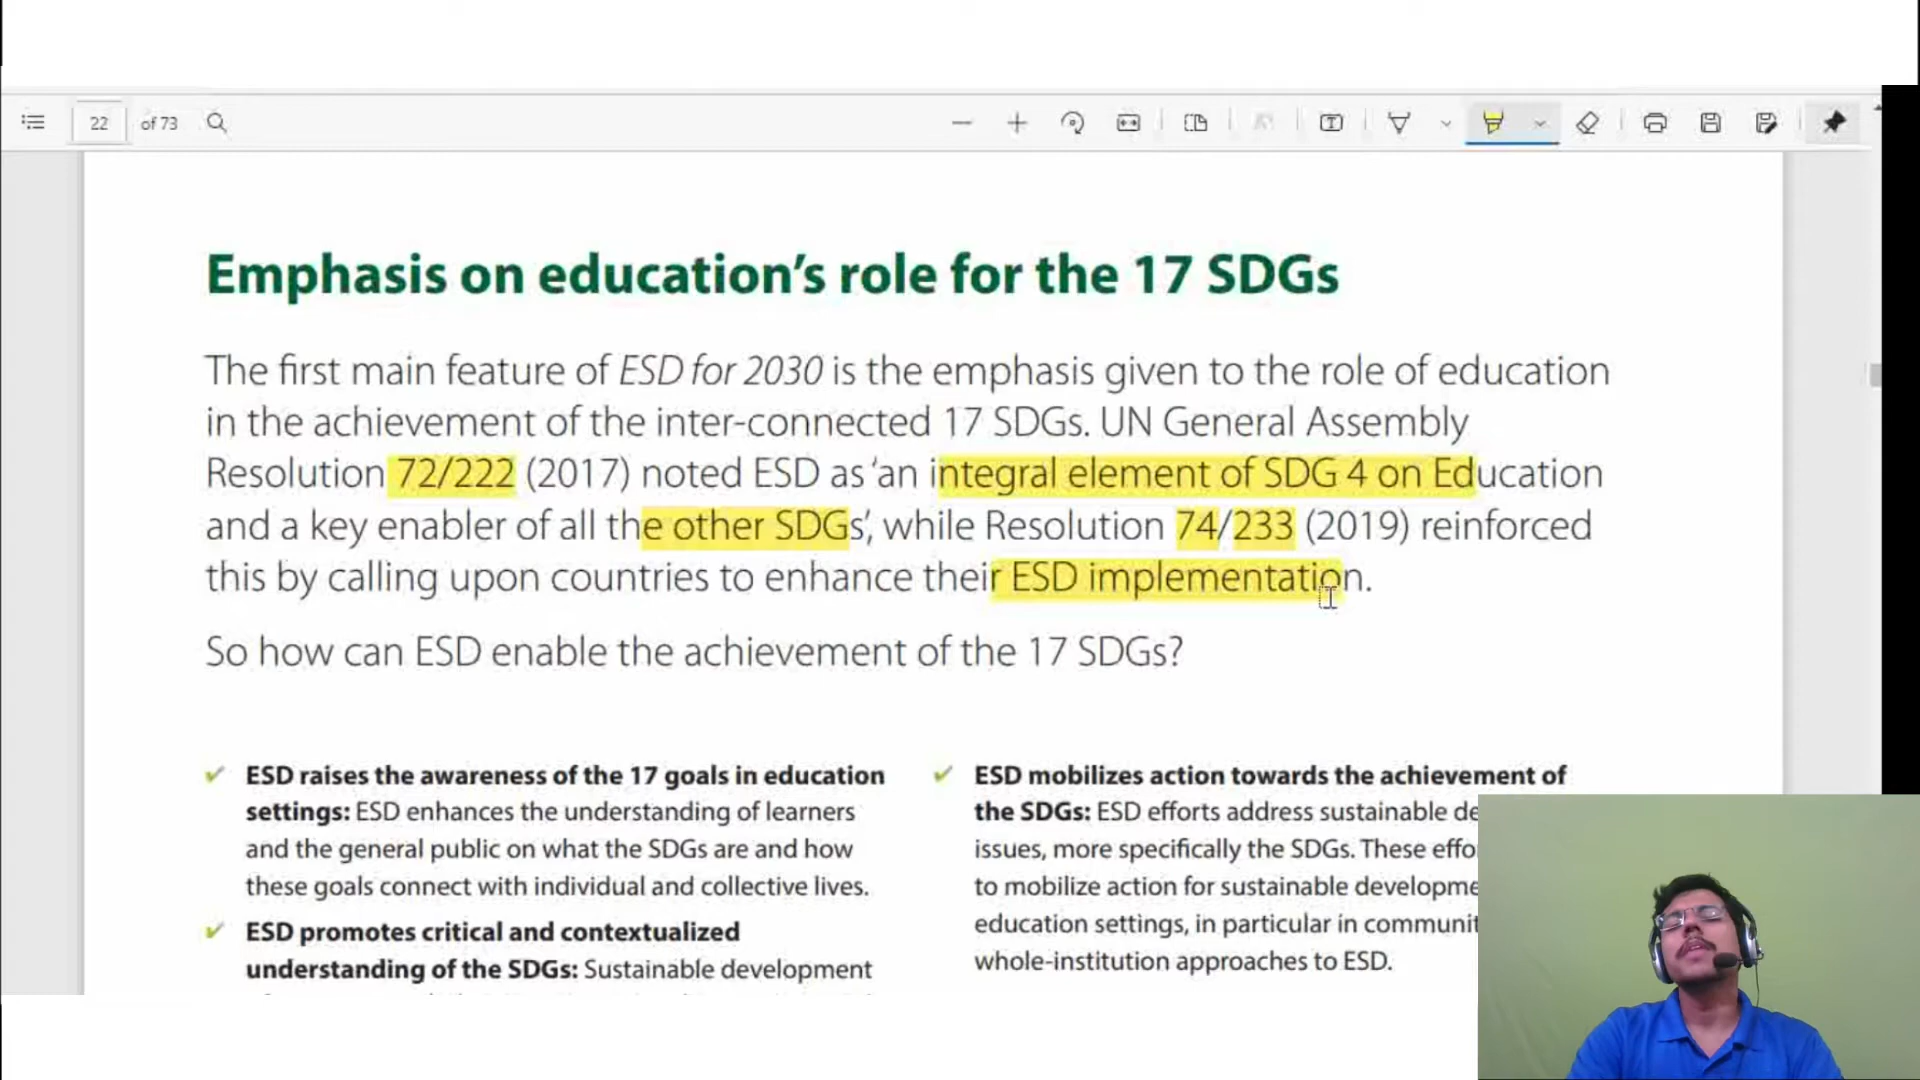 22 of 73
Emphasis on education's role for the 17 SDGs
The first main feature of ESD for 2030 is the emphasis given to the role of education
in the achievement of the inter-connected 17 SDGs. UN General Assembly
Resolution 72/222 (2017) noted ESD as 'an integral element of SDG 4 on Education
and a key enabler of all the other SDGs', while Resolution 74/233 (2019) reinforced
this by calling upon countries to enhance their ESD implementation.
So how can ESD enable the achievement of the 17 SDGs?
ESD raises the awareness of the 17 goals in education
settings: ESD enhances the understanding of learners
and the general public on what the SDGs are and how
these goals connect with individual and collective lives.
ESD promotes critical and contextualized
understanding of the SDGs: Sustainable development
ESD mobilizes action towards the achievement of
the SDGs: ESD efforts address sustainable de
issues, more specifically the SDGs. These effo
to mobilize action for sustainable developme
education settings, in particular in communit
whole-institution approaches to ESD.